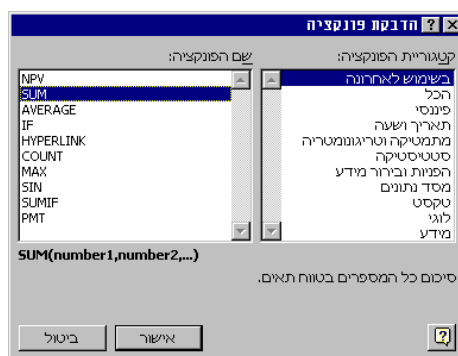 הדבקת פונקציה
קטגוריית הפונקציה:
בשימוש לאחרונה
הכל
פיננסי
תאריך ושעה
מתמטיקה וטריגונומטריה
סטטיסטיקה
הפניות ובירור מידע
מסד נתונים
טקסט
לוגי
מידע
שם הפונקציה:
NPV
SUM
AVERAGE
IF
HYPERLINK
COUNT
MAX
SIN
SUMIF
PMT
SUM(number1,number2,...)
סיכום כל המספרים בטווח תאים.
אישור
ביטול